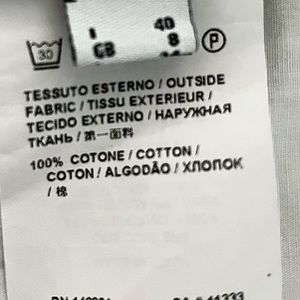 I 40
GB 8
30
P
TESSUTO ESTERNO / OUTSIDE
FABRIC / TISSU EXTERIEUR /
TECIDO EXTERNO / НАРУЖНАЯ
ТКАНЬ / 第一面料
100% COTONE / COTTON /
COTON / ALGODÃO / ХЛОПОК
/ 棉